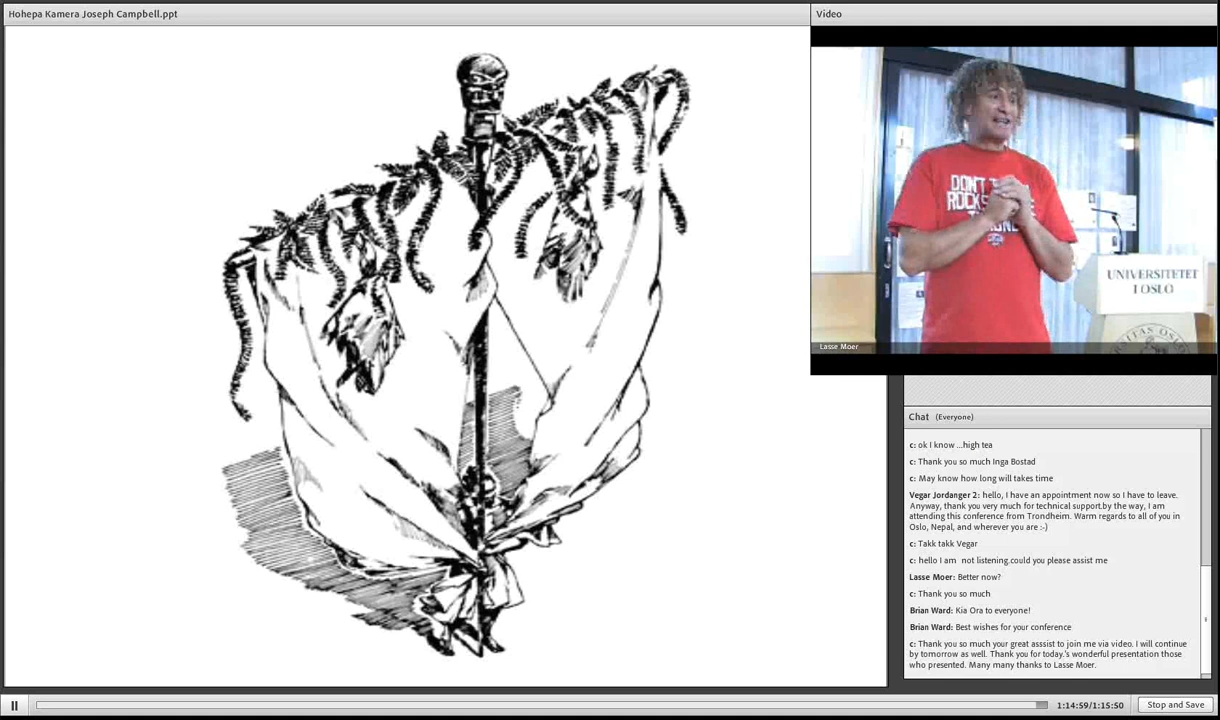 Hohepa Kamera Joseph Campbell.ppt
Video
DON'T
ROCKS
UNIVERSITETET
I OSLO
Lasse Moer
Chat (Everyone)
c: ok I know ...high tea
c: Thank you so much Inga Bostad
c: May know how long will takes time
Vegar Jordanger 2: hello, I have an appointment now so I have to leave.
Anyway, thank you very much for technical support.by the way, I am
attending this conference from Trondheim. Warm regards to all of you in
Oslo, Nepal, and wherever you are :-)
c: Takk takk Vegar
c: hello I am  not listening.could you please assist me
Lasse Moer: Better now?
c: Thank you so much
Brian Ward: Kia Ora to everyone!
Brian Ward: Best wishes for your conference
c: Thank you so much your great asssist to join me via video. I will continue
by tomorrow as well. Thank you for today.'s wonderful presentation those
who presented. Many many thanks to Lasse Moer.
1:14:59/1:15:50
Stop and Save